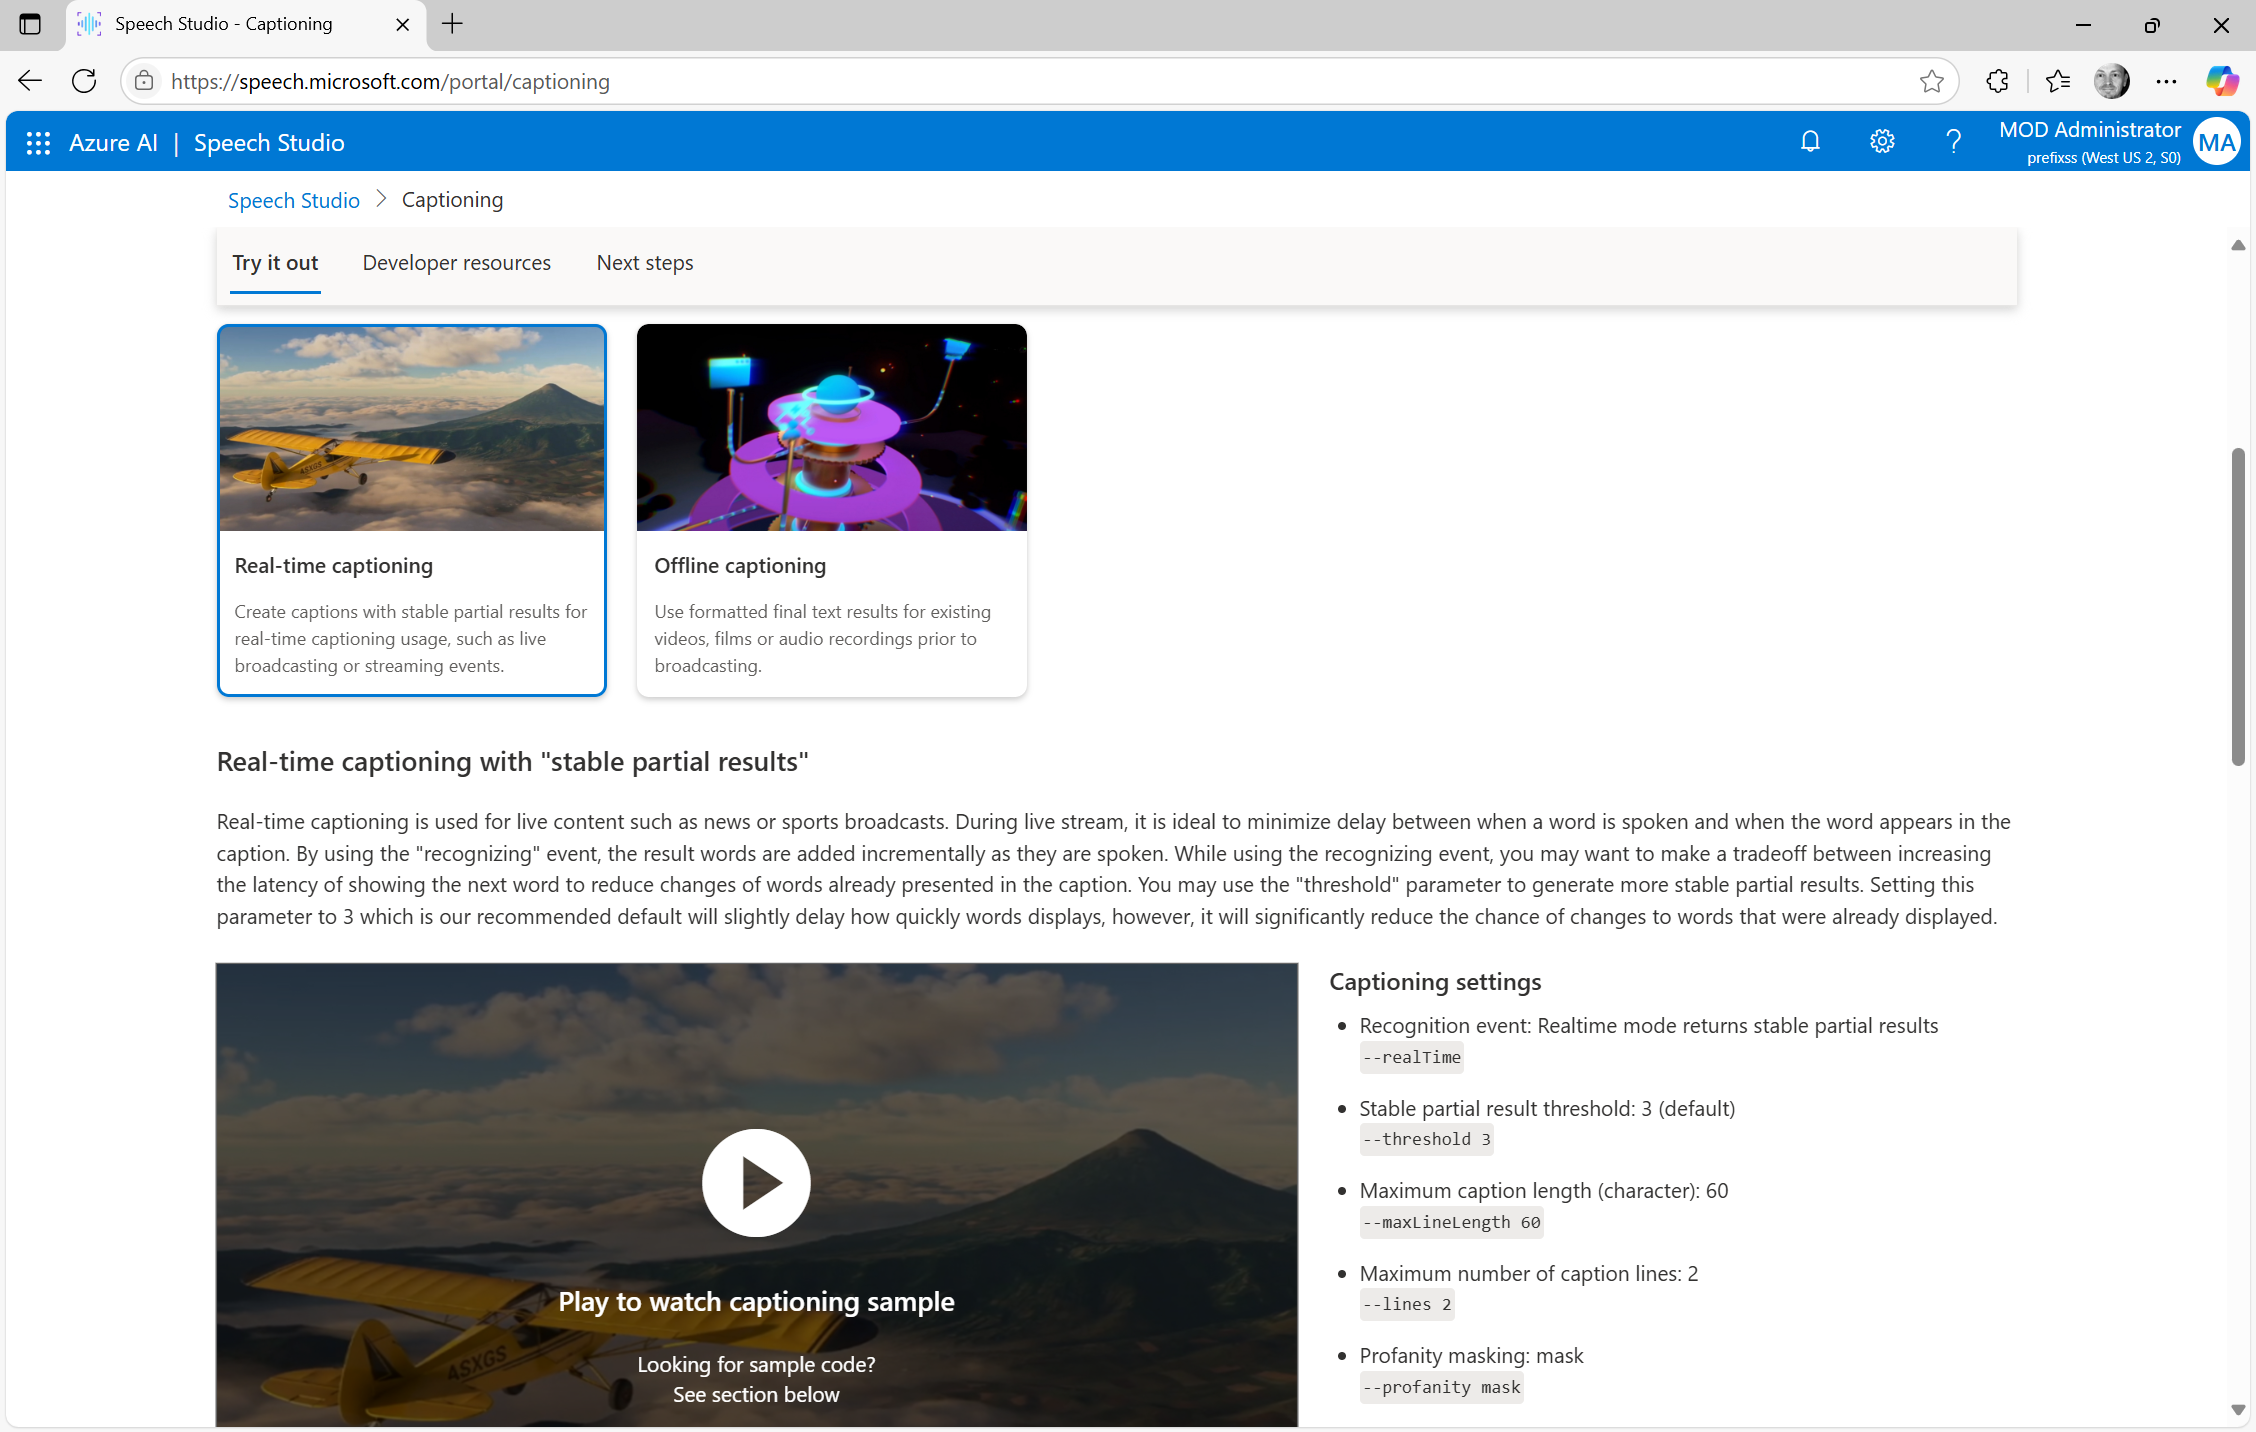 Speech Studio - Captioning
https://speech.microsoft.com/portal/captioning
Azure AI | Speech Studio
MOD Administrator
prefixss (West US 2, S0)
MA
Speech Studio > Captioning
Try it out Developer resources Next steps
ASXGS
Real-time captioning
Create captions with stable partial results for
real-time captioning usage, such as live
broadcasting or streaming events.
Offline captioning
Use formatted final text results for existing
videos, films or audio recordings prior to
broadcasting.
Real-time captioning with "stable partial results"
Real-time captioning is used for live content such as news or sports broadcasts. During live stream, it is ideal to minimize delay between when a word is spoken and when the word appears in the
caption. By using the "recognizing" event, the result words are added incrementally as they are spoken. While using the recognizing event, you may want to make a tradeoff between increasing
the latency of showing the next word to reduce changes of words already presented in the caption. You may use the "threshold" parameter to generate more stable partial results. Setting this
parameter to 3 which is our recommended default will slightly delay how quickly words displays, however, it will significantly reduce the chance of changes to words that were already displayed.
Play to watch captioning sample
Looking for sample code?
See section below
ASXGS
Captioning settings
• Recognition event: Realtime mode returns stable partial results
--realTime
• Stable partial result threshold: 3 (default)
--threshold 3
• Maximum caption length (character): 60
--maxLineLength 60
• Maximum number of caption lines: 2
--lines 2
• Profanity masking: mask
--profanity mask